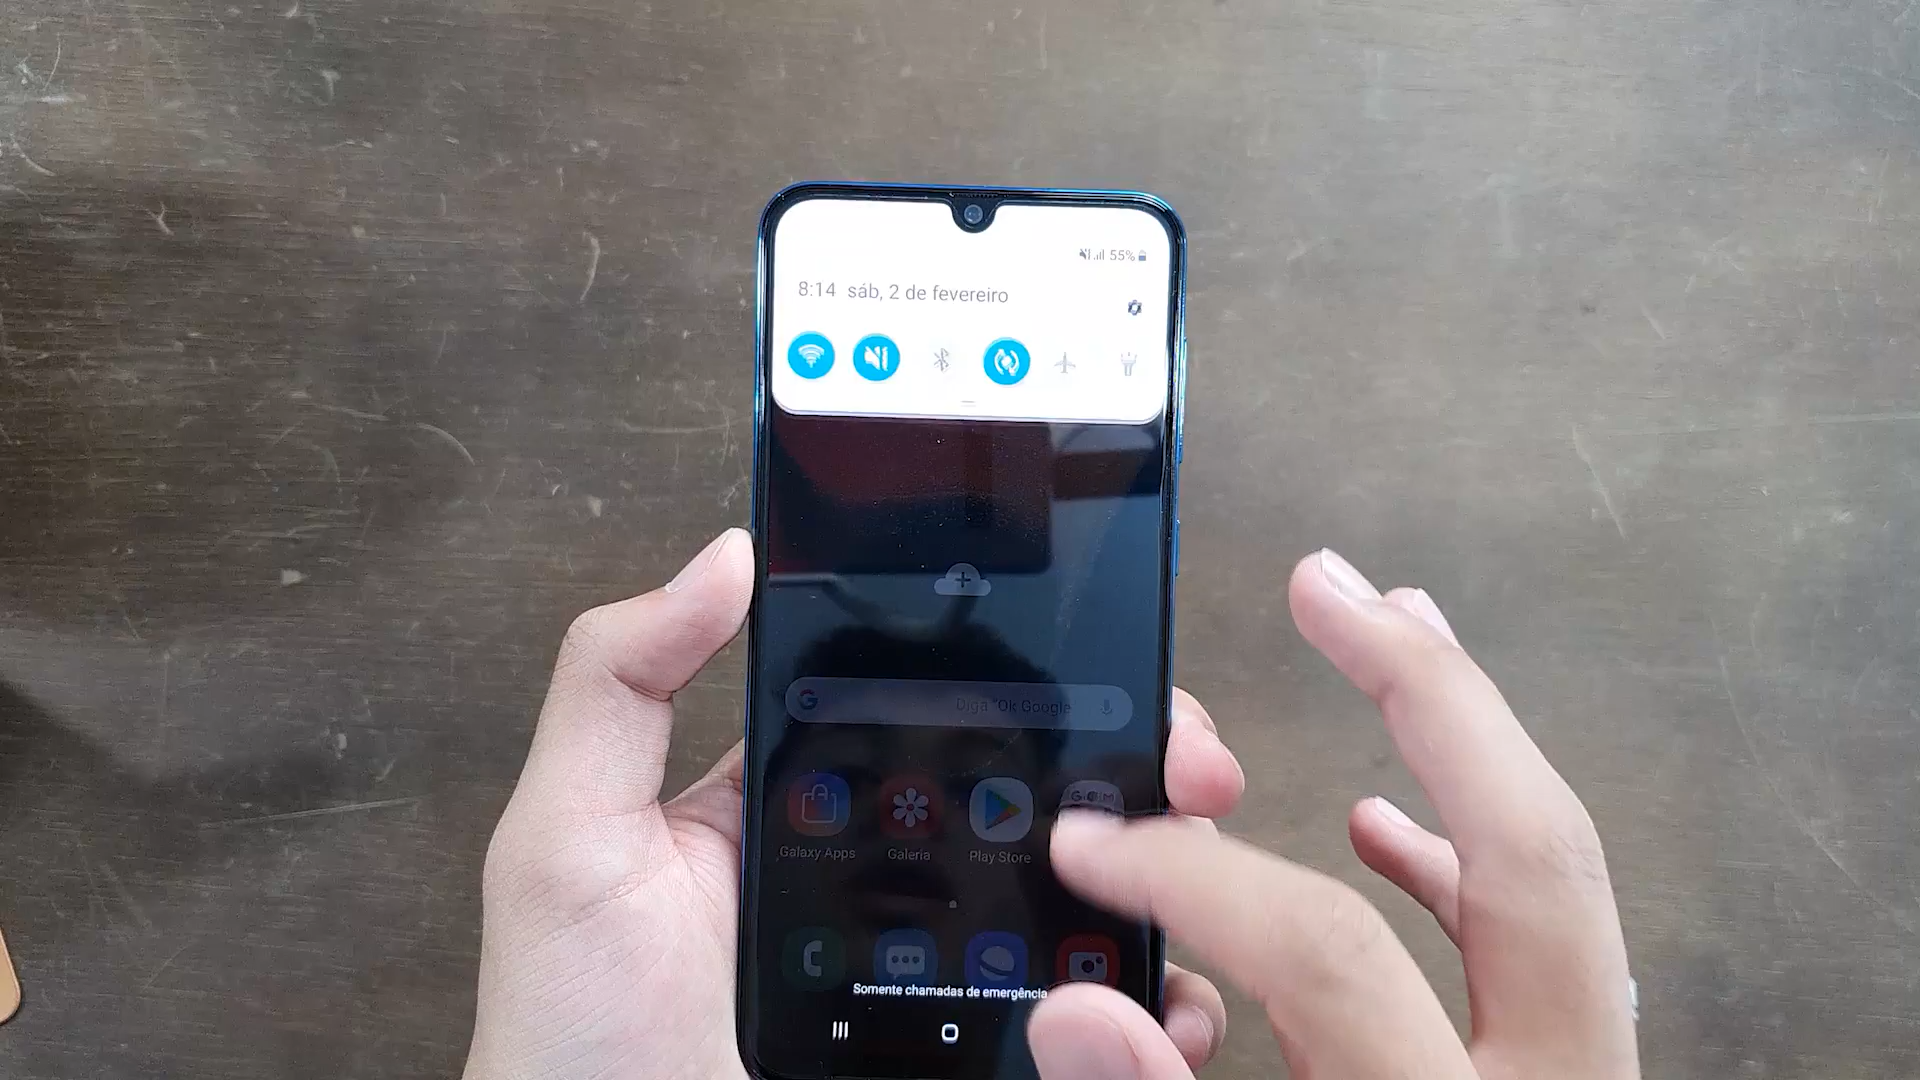 55%
8:14 sáb, 2 de fevereiro
Diga "Ok Google
Galaxy Apps
Galeria
Play Store
Somente chamadas de emergência